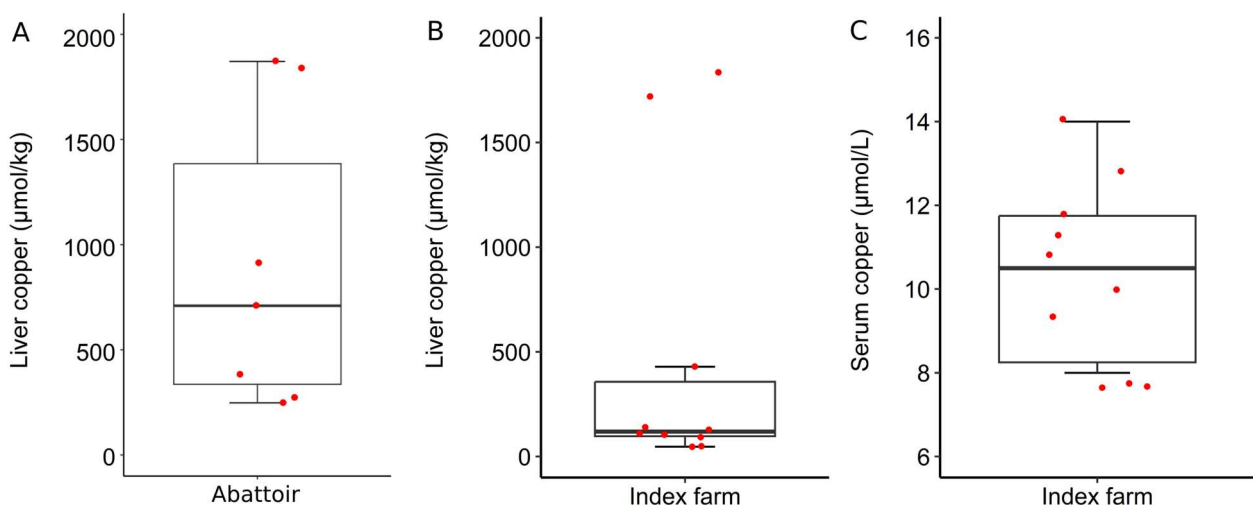 A
Liver copper (µmol/kg)
2000
1500
1000
500
0
Abattoir
B
Liver copper (µmol/kg)
2000
1500
1000
500
0
Index farm
C
Serum copper (µmol/L)
16
14
12
10
8
6
Index farm